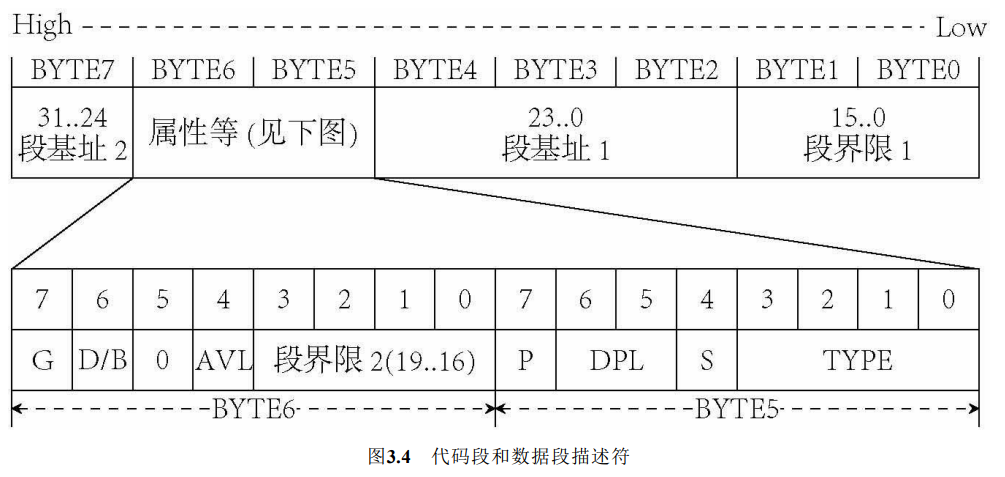 High Low
BYTE7 BYTE6 BYTE5 BYTE4 BYTE3 BYTE2 BYTE1 BYTE0
31..24 23..0 15..0
段基址 2 属性等 (见下图) 段基址 1 段界限 1
7 6 5 4 3 2 1 0 7 6 5 4 3 2 1 0
G D/B 0 AVL 段界限 2(19..16) P DPL S TYPE
BYTE6 BYTE5
图3.4 代码段和数据段描述符